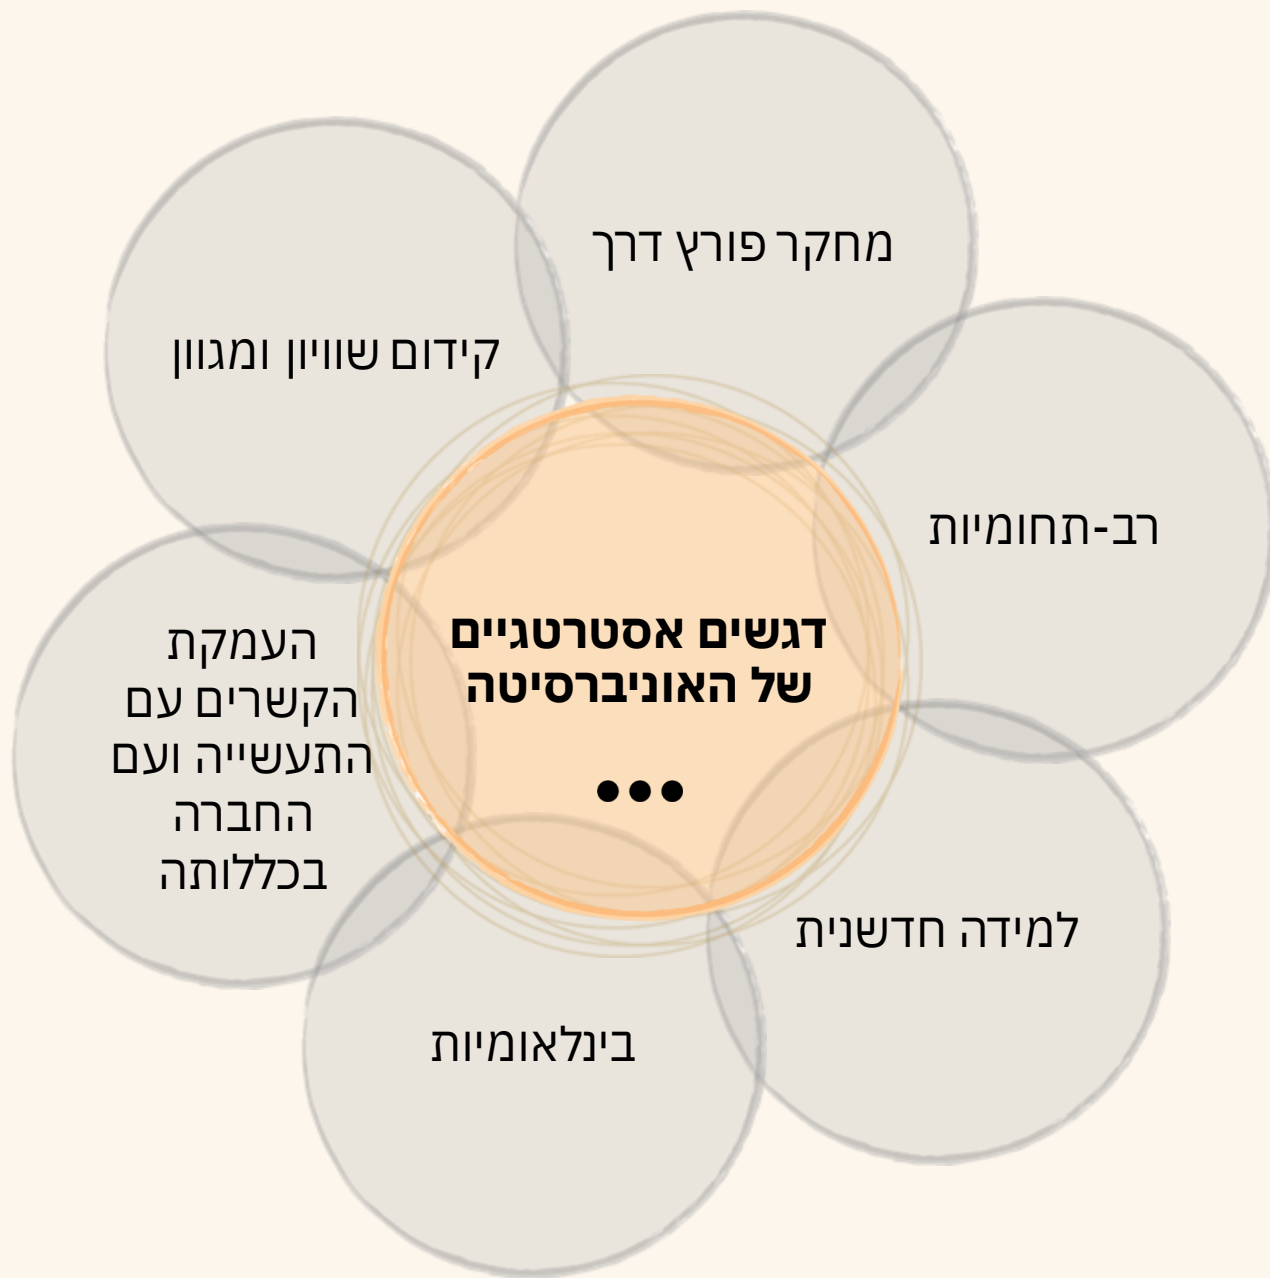 מחקר פורץ דרך
קידום שוויון ומגוון
רב-תחומיות
דגשים אסטרטגיים
של האוניברסיטה
•••
העמקת
הקשרים עם
התעשייה ועם
החברה
בכללותה
למידה חדשנית
בינלאומיות